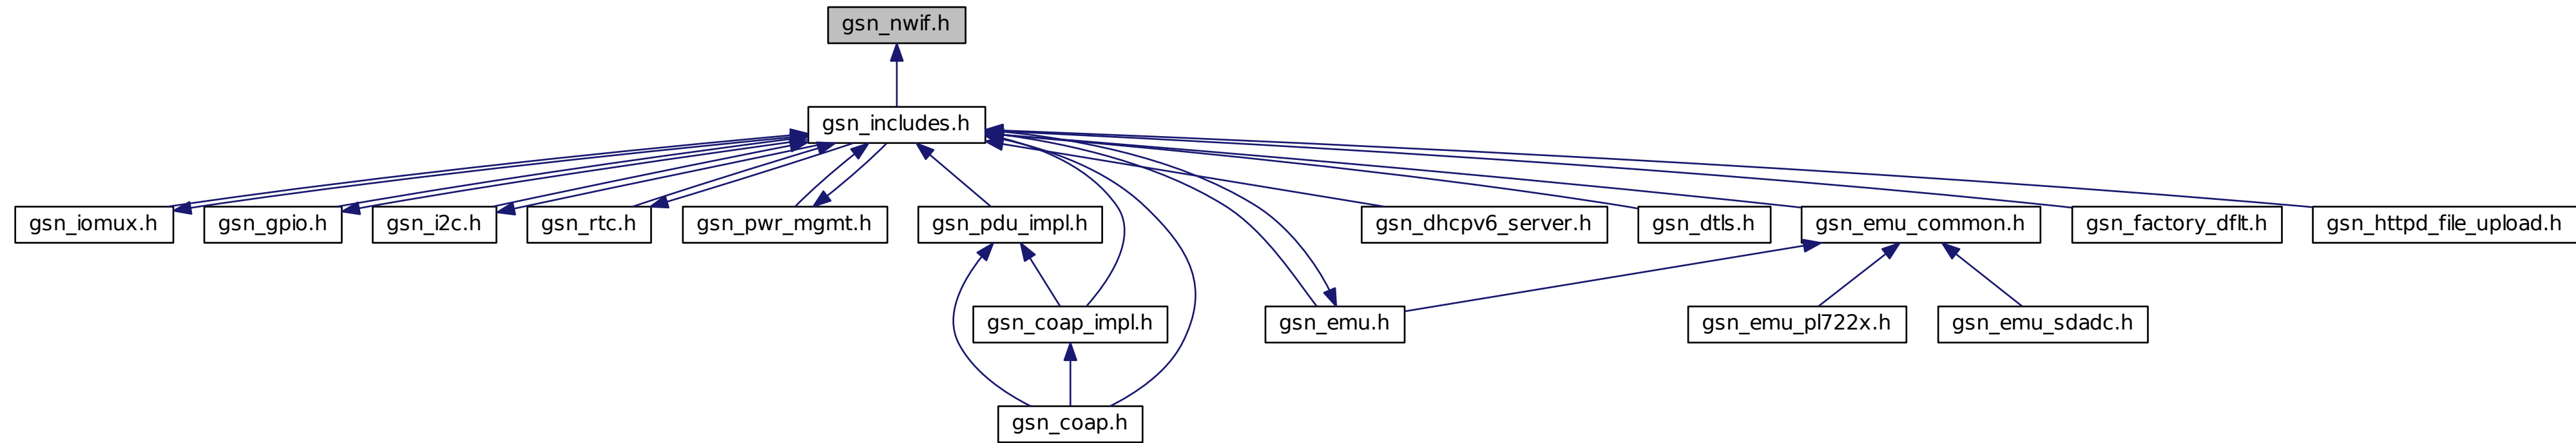 gsn_nwif.h
gsn_includes.h
gsn_iomux.h
gsn_gpio.h
gsn_i2c.h
gsn_rtc.h
gsn_pwr_mgmt.h
gsn_pdu_impl.h
gsn_dhcpv6_server.h
gsn_dtls.h
gsn_emu_common.h
gsn_factory_dflt.h
gsn_httpd_file_upload.h
gsn_coap_impl.h
gsn_emu.h
gsn_emu_pl722x.h
gsn_emu_sdadc.h
gsn_coap.h